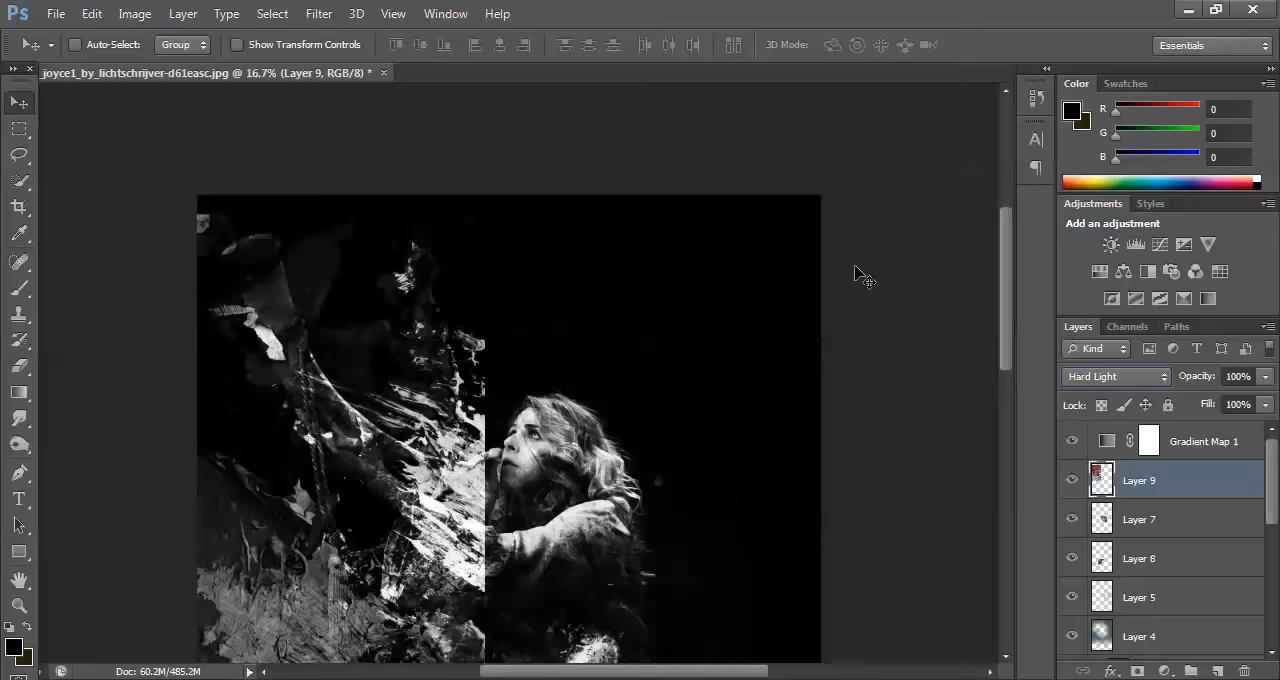 Ps File Edit Image Layer Type Select Filter 3D View Window Help
Auto-Select: Group Show Transform Controls 3D Mode: Essentials
joyce1_by_lichtschrijver-d61easc.jpg @ 16.7% (Layer 9, RGB/8) *
Color Swatches
R 0
G 0
B 0
Adjustments Styles
Add an adjustment
Layers Channels Paths
Kind
Hard Light Opacity: 100%
Lock: Fill: 100%
Gradient Map 1
Layer 9
Layer 7
Layer 8
Layer 5
Layer 4
Doc: 60.2M/485.2M